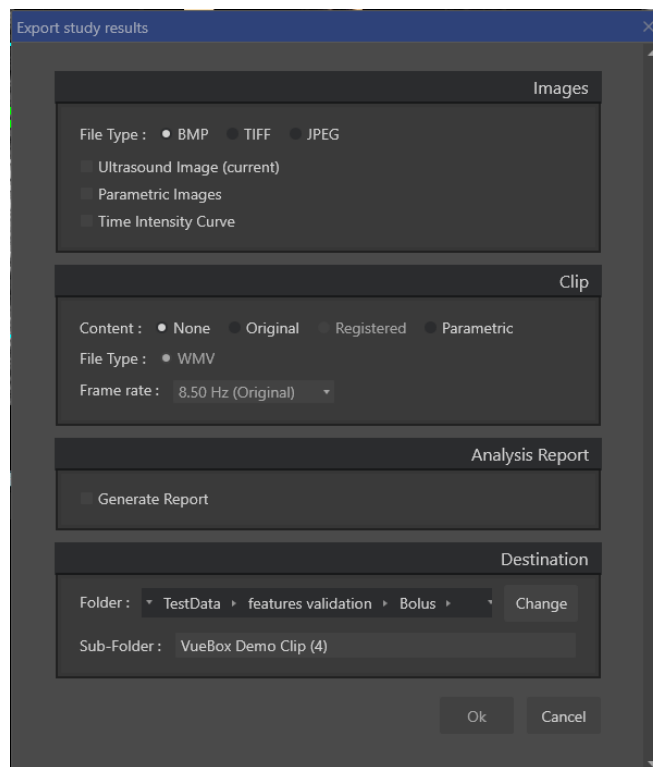 Export study results
Images
File Type : BMP TIFF JPEG
Ultrasound Image (current)
Parametric Images
Time Intensity Curve
Clip
Content : None Original Registered Parametric
File Type : WMV
Frame rate : 8.50 Hz (Original)
Analysis Report
Generate Report
Destination
Folder : TestData features validation Bolus Change
Sub-Folder : VueBox Demo Clip (4)
Ok Cancel